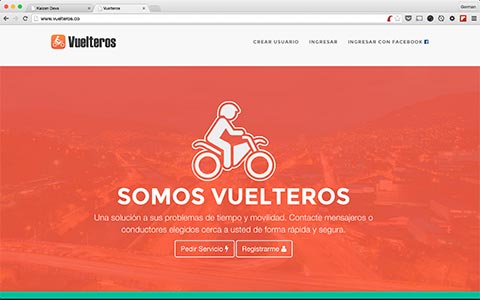 Kaizen Deva
Vuelteros
German
www.vuelteros.co
Vuelteros
CREAR USUARIO
INGRESAR
INGRESAR CON FACEBOOK
SOMOS VUELTEROS
Una solución a sus problemas de tiempo y movilidad. Contacte mensajeros o
conductores elegidos cerca a usted de forma rápida y segura.
Pedir Servicio
Registrarme